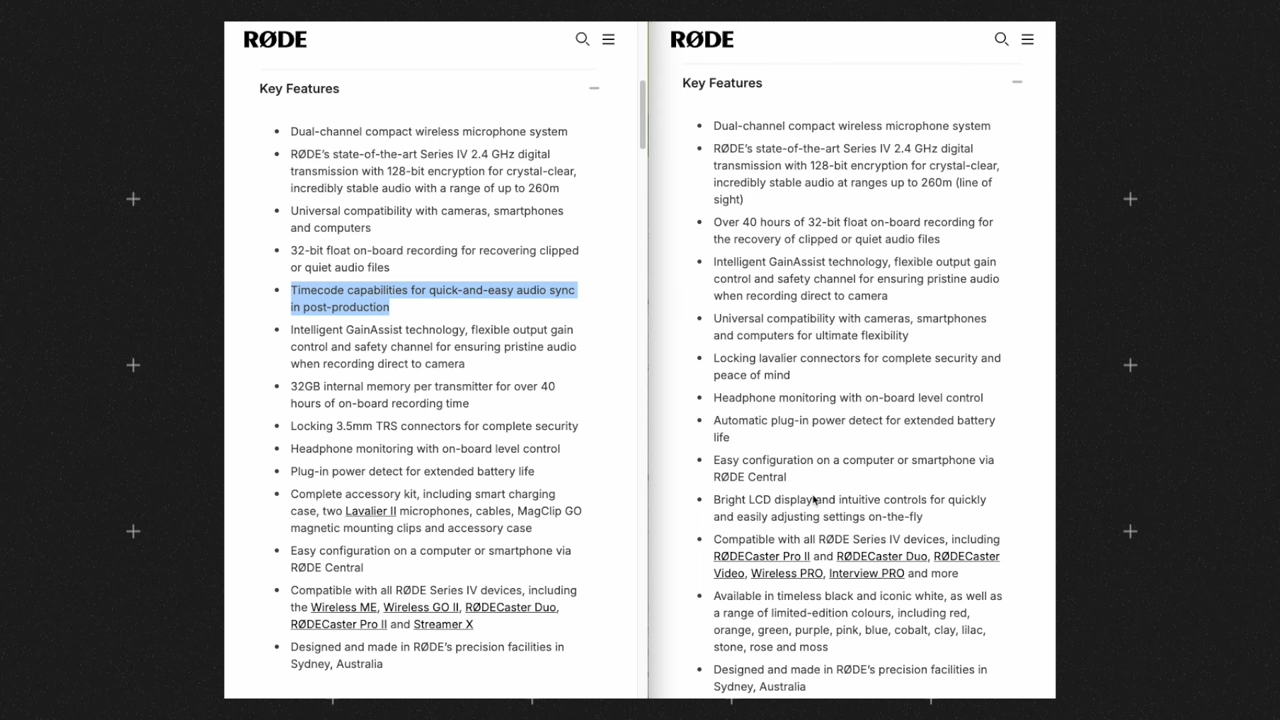 RØDE
Key Features
Dual-channel compact wireless microphone system
RØDE’s state-of-the-art Series IV 2.4 GHz digital
transmission with 128-bit encryption for crystal-clear,
incredibly stable audio with a range of up to 260m
Universal compatibility with cameras, smartphones
and computers
32-bit float on-board recording for recovering clipped
or quiet audio files
Timecode capabilities for quick-and-easy audio sync
in post-production
Intelligent GainAssist technology, flexible output gain
control and safety channel for ensuring pristine audio
when recording direct to camera
32GB internal memory per transmitter for over 40
hours of on-board recording time
Locking 3.5mm TRS connectors for complete security
Headphone monitoring with on-board level control
Plug-in power detect for extended battery life
Complete accessory kit, including smart charging
case, two Lavalier II microphones, cables, MagClip GO
magnetic mounting clips and accessory case
Easy configuration on a computer or smartphone via
RØDE Central
Compatible with all RØDE Series IV devices, including
the Wireless ME, Wireless GO II, RØDECaster Duo,
RØDECaster Pro II and Streamer X
Designed and made in RØDE’s precision facilities in
Sydney, Australia
RØDE
Key Features
Dual-channel compact wireless microphone system
RØDE’s state-of-the-art Series IV 2.4 GHz digital
transmission with 128-bit encryption for crystal-clear,
incredibly stable audio at ranges up to 260m (line of
sight)
Over 40 hours of 32-bit float on-board recording for
the recovery of clipped or quiet audio files
Intelligent GainAssist technology, flexible output gain
control and safety channel for ensuring pristine audio
when recording direct to camera
Universal compatibility with cameras, smartphones
and computers for ultimate flexibility
Locking lavalier connectors for complete security and
peace of mind
Headphone monitoring with on-board level control
Automatic plug-in power detect for extended battery
life
Easy configuration on a computer or smartphone via
RØDE Central
Bright LCD display and intuitive controls for quickly
and easily adjusting settings on-the-fly
Compatible with all RØDE Series IV devices, including
RØDECaster Pro II and RØDECaster Duo, RØDECaster
Video, Wireless PRO, Interview PRO and more
Available in timeless black and iconic white, as well as
a range of limited-edition colours, including red,
orange, green, purple, pink, blue, cobalt, clay, lilac,
stone, rose and moss
Designed and made in RØDE’s precision facilities in
Sydney, Australia